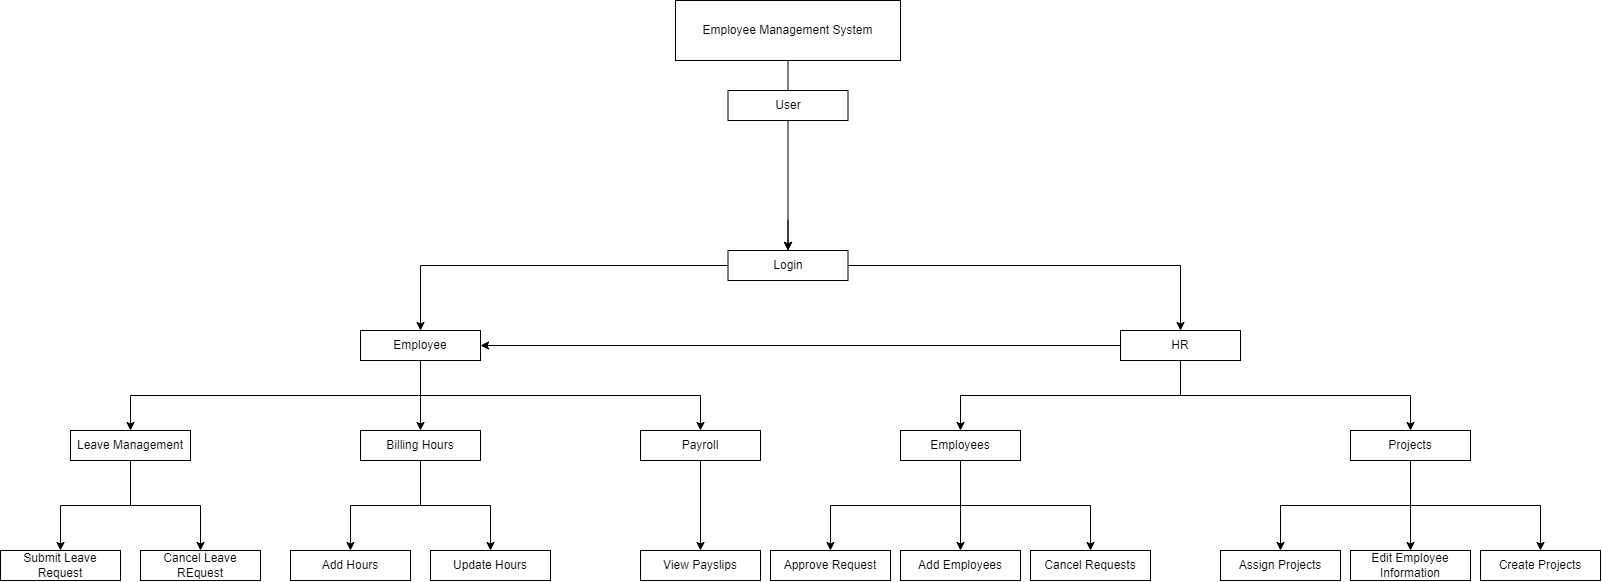 Employee Management System
User
Login
Employee
HR
Leave Management
Billing Hours
Payroll
Employees
Projects
Submit Leave
Request
Cancel Leave
REquest
Add Hours
Update Hours
View Payslips
Approve Request
Add Employees
Cancel Requests
Assign Projects
Edit Employee
Information
Create Projects